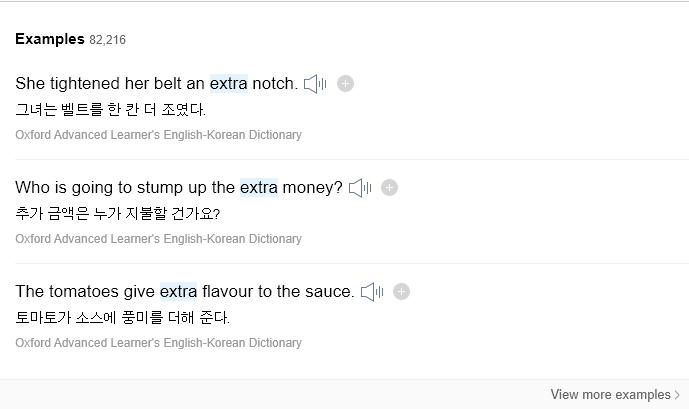 Examples 82,216
She tightened her belt an extra notch.
그녀는 벨트를 한 칸 더 조였다.
Oxford Advanced Learner's English-Korean Dictionary
Who is going to stump up the extra money?
추가 금액은 누가 지불할 건가요?
Oxford Advanced Learner's English-Korean Dictionary
The tomatoes give extra flavour to the sauce.
토마토가 소스에 풍미를 더해 준다.
Oxford Advanced Learner's English-Korean Dictionary
View more examples